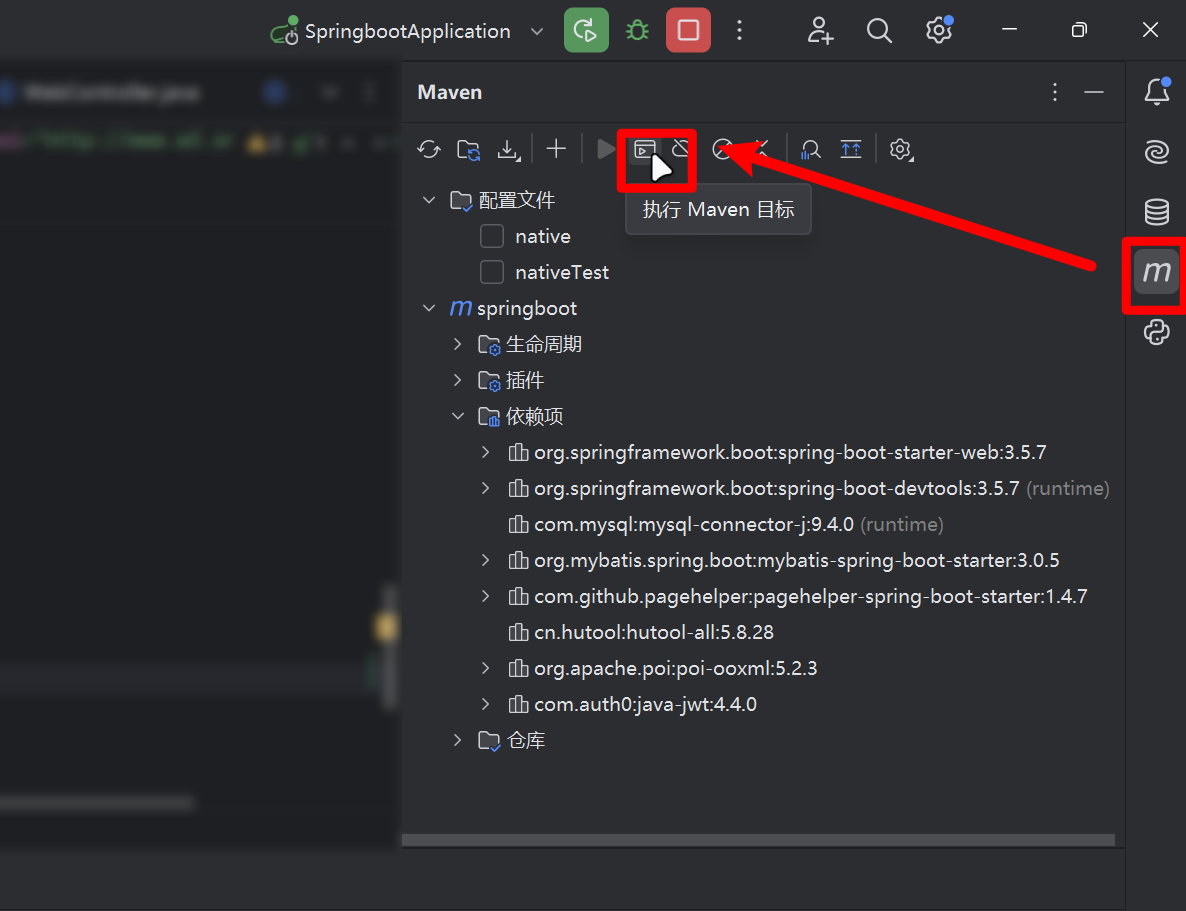 SpringbootApplication
Maven
执行 Maven 目标
配置文件
native
nativeTest
m springboot
生命周期
插件
依赖项
org.springframework.boot:spring-boot-starter-web:3.5.7
org.springframework.boot:spring-boot-devtools:3.5.7 (runtime)
com.mysql:mysql-connector-j:9.4.0 (runtime)
org.mybatis.spring.boot:mybatis-spring-boot-starter:3.0.5
com.github.pagehelper:pagehelper-spring-boot-starter:1.4.7
cn.hutool:hutool-all:5.8.28
org.apache.poi:poi-ooxml:5.2.3
com.auth0:java-jwt:4.4.0
仓库
m